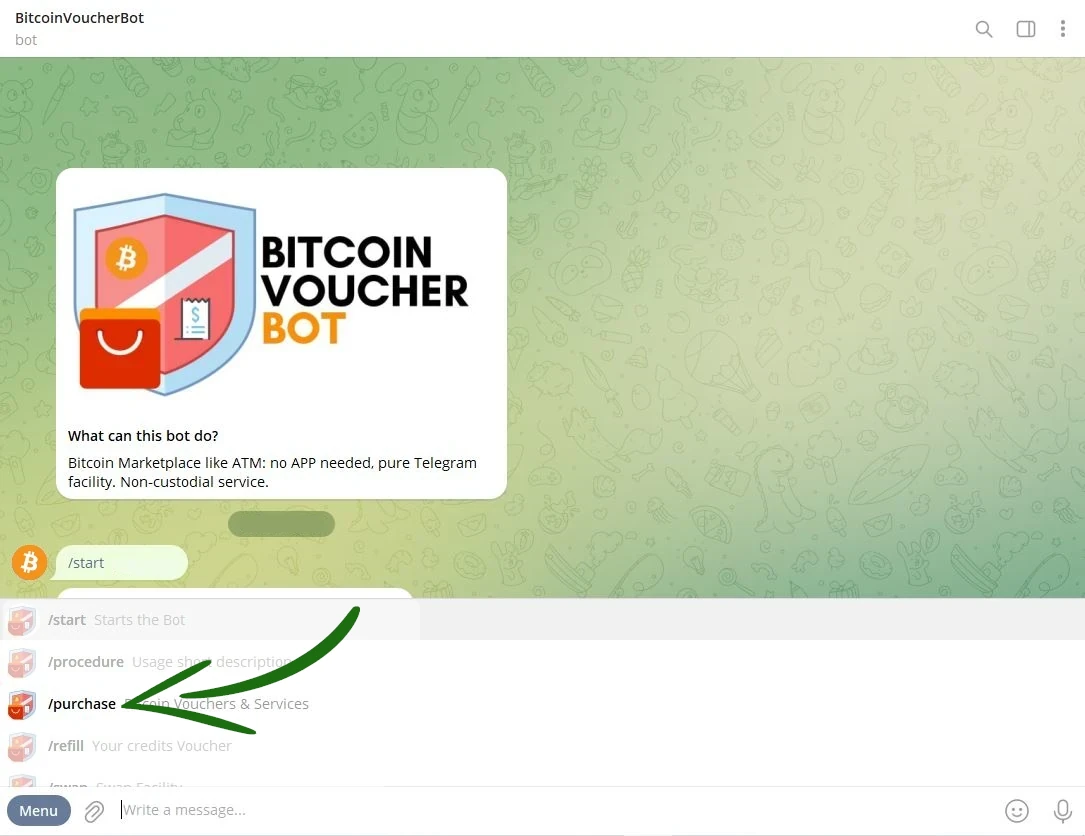 BitcoinVoucherBot
bot
BITCOIN
VOUCHER
BOT
What can this bot do?
Bitcoin Marketplace like ATM: no APP needed, pure Telegram
facility. Non-custodial service.
/start
/start Starts the Bot
/procedure Usage short description
/purchase Bitcoin Vouchers & Services
/refill Your credits Voucher
/swap Swap Facility
Menu
Write a message...